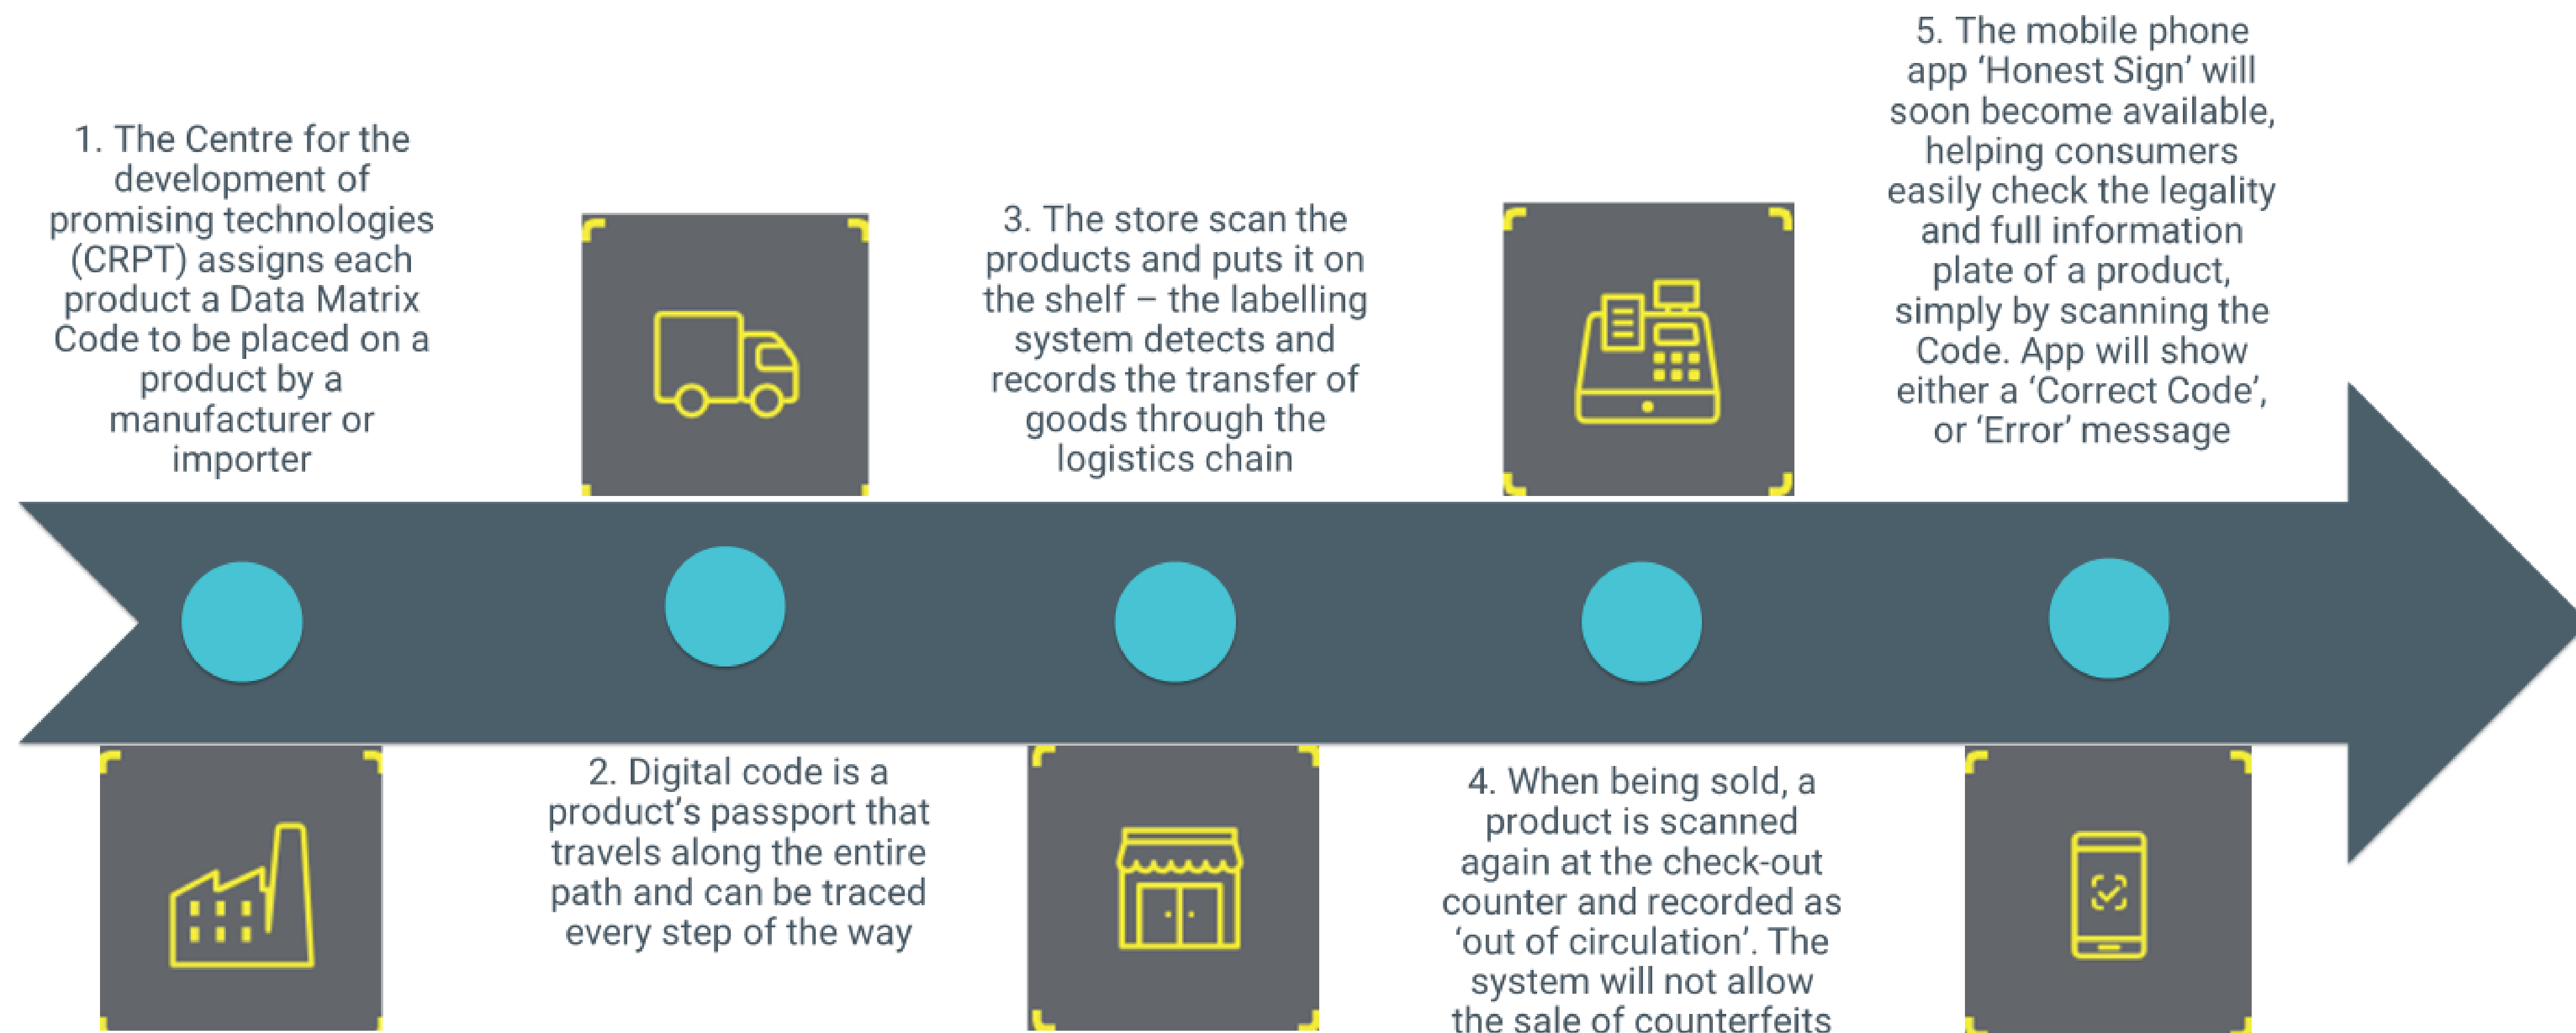 1. The Centre for the
development of
promising technologies
(CRPT) assigns each
product a Data Matrix
Code to be placed on a
product by a
manufacturer or
importer
2. Digital code is a
product's passport that
travels along the entire
path and can be traced
every step of the way
3. The store scan the
products and puts it on
the shelf – the labelling
system detects and
records the transfer of
goods through the
logistics chain
4. When being sold, a
product is scanned
again at the check-out
counter and recorded as
‘out of circulation’. The
system will not allow
the sale of counterfeits
5. The mobile phone
app ‘Honest Sign’ will
soon become available,
helping consumers
easily check the legality
and full information
plate of a product,
simply by scanning the
Code. App will show
either a ‘Correct Code’,
or ‘Error’ message